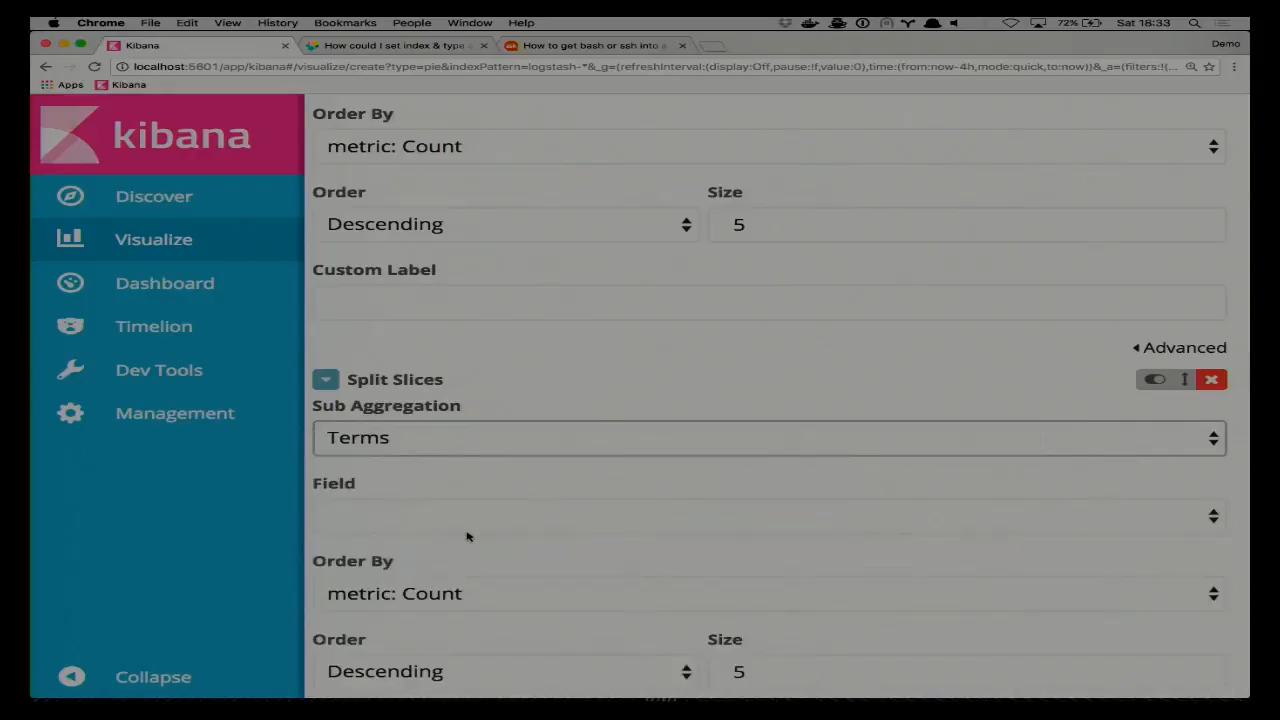 Chrome File Edit View History Bookmarks People Window Help 72% Sat 18:33
Kibana How could I set index & type How to get bash or ssh into a Demo
localhost:5601/app/kibana#/visualize/create?type=pie&indexPattern=logstash-*&_g=(refreshInterval:(display:Off,pause:!f,value:0),time:(from:now-4h,mode:quick,to:now))&_a=(filters:!(...
Apps Kibana
kibana
Discover
Visualize
Dashboard
Timelion
Dev Tools
Management
Collapse
Order By
metric: Count
Order Size
Descending 5
Custom Label
Advanced
Split Slices
Sub Aggregation
Terms
Field
Order By
metric: Count
Order Size
Descending 5